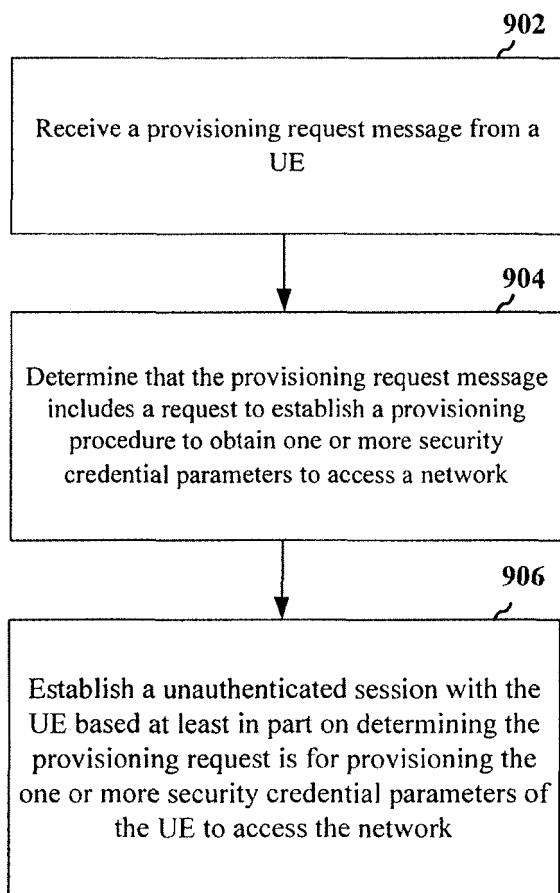 902
Receive a provisioning request message from a
UE
904
Determine that the provisioning request message
includes a request to establish a provisioning
procedure to obtain one or more security
credential parameters to access a network
906
Establish a unauthenticated session with the
UE based at least in part on determining the
provisioning request is for provisioning the
one or more security credential parameters of
the UE to access the network